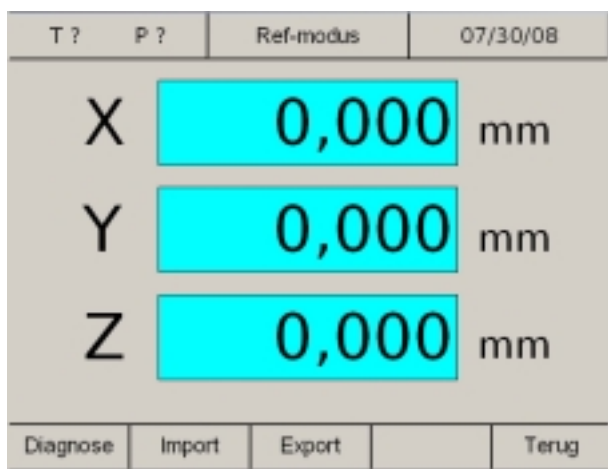 T ? P ? Ref-modus 07/30/08
X 0,000 mm
Y 0,000 mm
Z 0,000 mm
Diagnose Import Export Terug